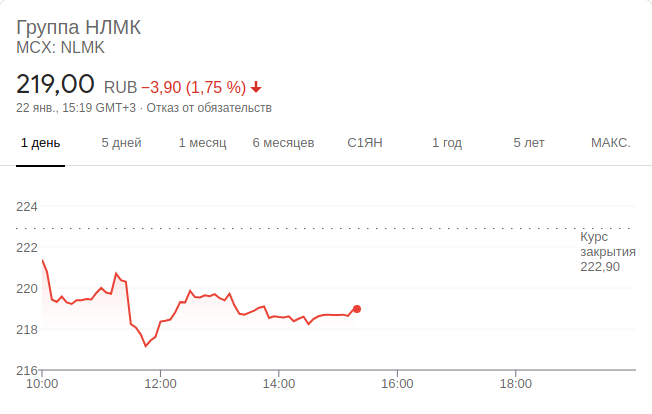 Группа НЛМК
MCX: NLMK
219,00 RUB −3,90 (1,75 %)
22 янв., 15:19 GMT+3 · Отказ от обязательств
1 день 5 дней 1 месяц 6 месяцев С1ЯН 1 год 5 лет МАКС.
224
Курс
222 закрытия
222,90
220
218
216
10:00 12:00 14:00 16:00 18:00